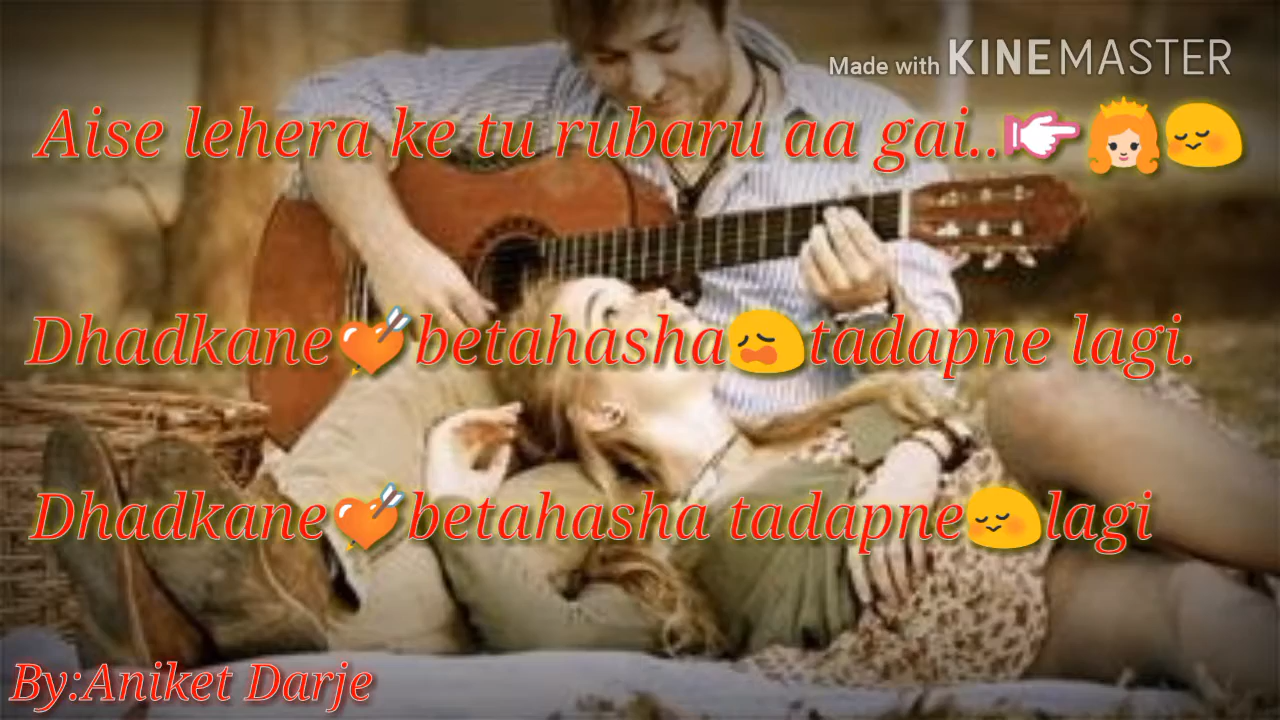 Made with KINEMASTER
Aise lehera ke tu rubaru aa gai..👉👸😌
Dhadkane💘betahasha😩tadapne lagi.
Dhadkane💘betahasha tadapne😌lagi
By:Aniket Darje